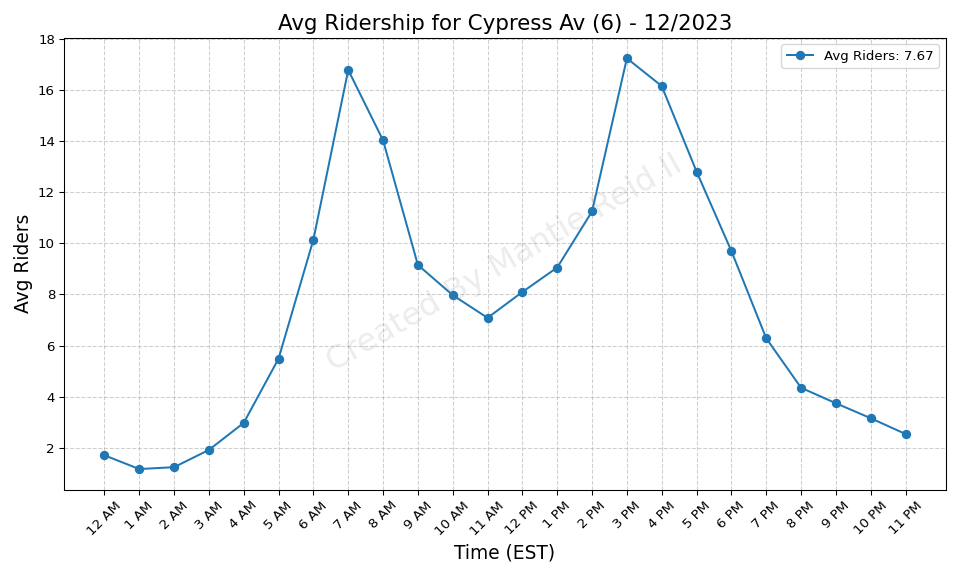 Avg Ridership for Cypress Av (6) - 12/2023
Avg Riders: 7.67
18
16
14
12
10
8
6
4
2
Avg Riders
Created By Mantle Reid II
12 AM
1 AM
2 AM
3 AM
4 AM
5 AM
6 AM
7 AM
8 AM
9 AM
10 AM
11 AM
12 PM
1 PM
2 PM
3 PM
4 PM
5 PM
6 PM
7 PM
8 PM
9 PM
10 PM
11 PM
Time (EST)